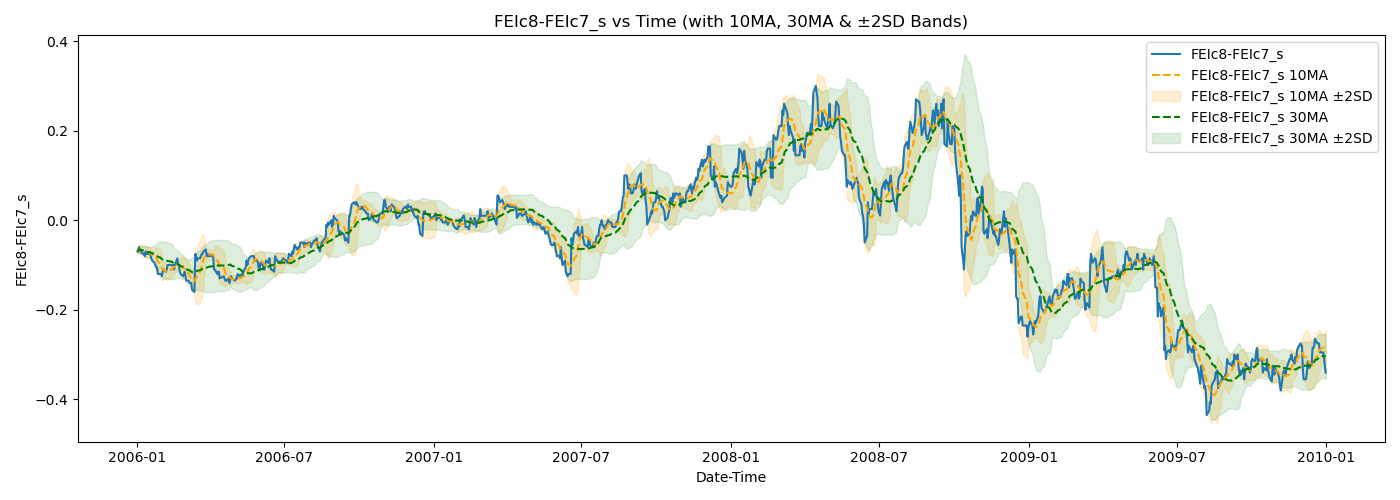 FEIc8-FEIc7_s vs Time (with 10MA, 30MA & ±2SD Bands)
0.4
0.2
0.0
−0.2
−0.4
FEIc8-FEIc7_s
FEIc8-FEIc7_s
FEIc8-FEIc7_s 10MA
FEIc8-FEIc7_s 10MA ±2SD
FEIc8-FEIc7_s 30MA
FEIc8-FEIc7_s 30MA ±2SD
2006-01 2006-07 2007-01 2007-07 2008-01 2008-07 2009-01 2009-07 2010-01
Date-Time